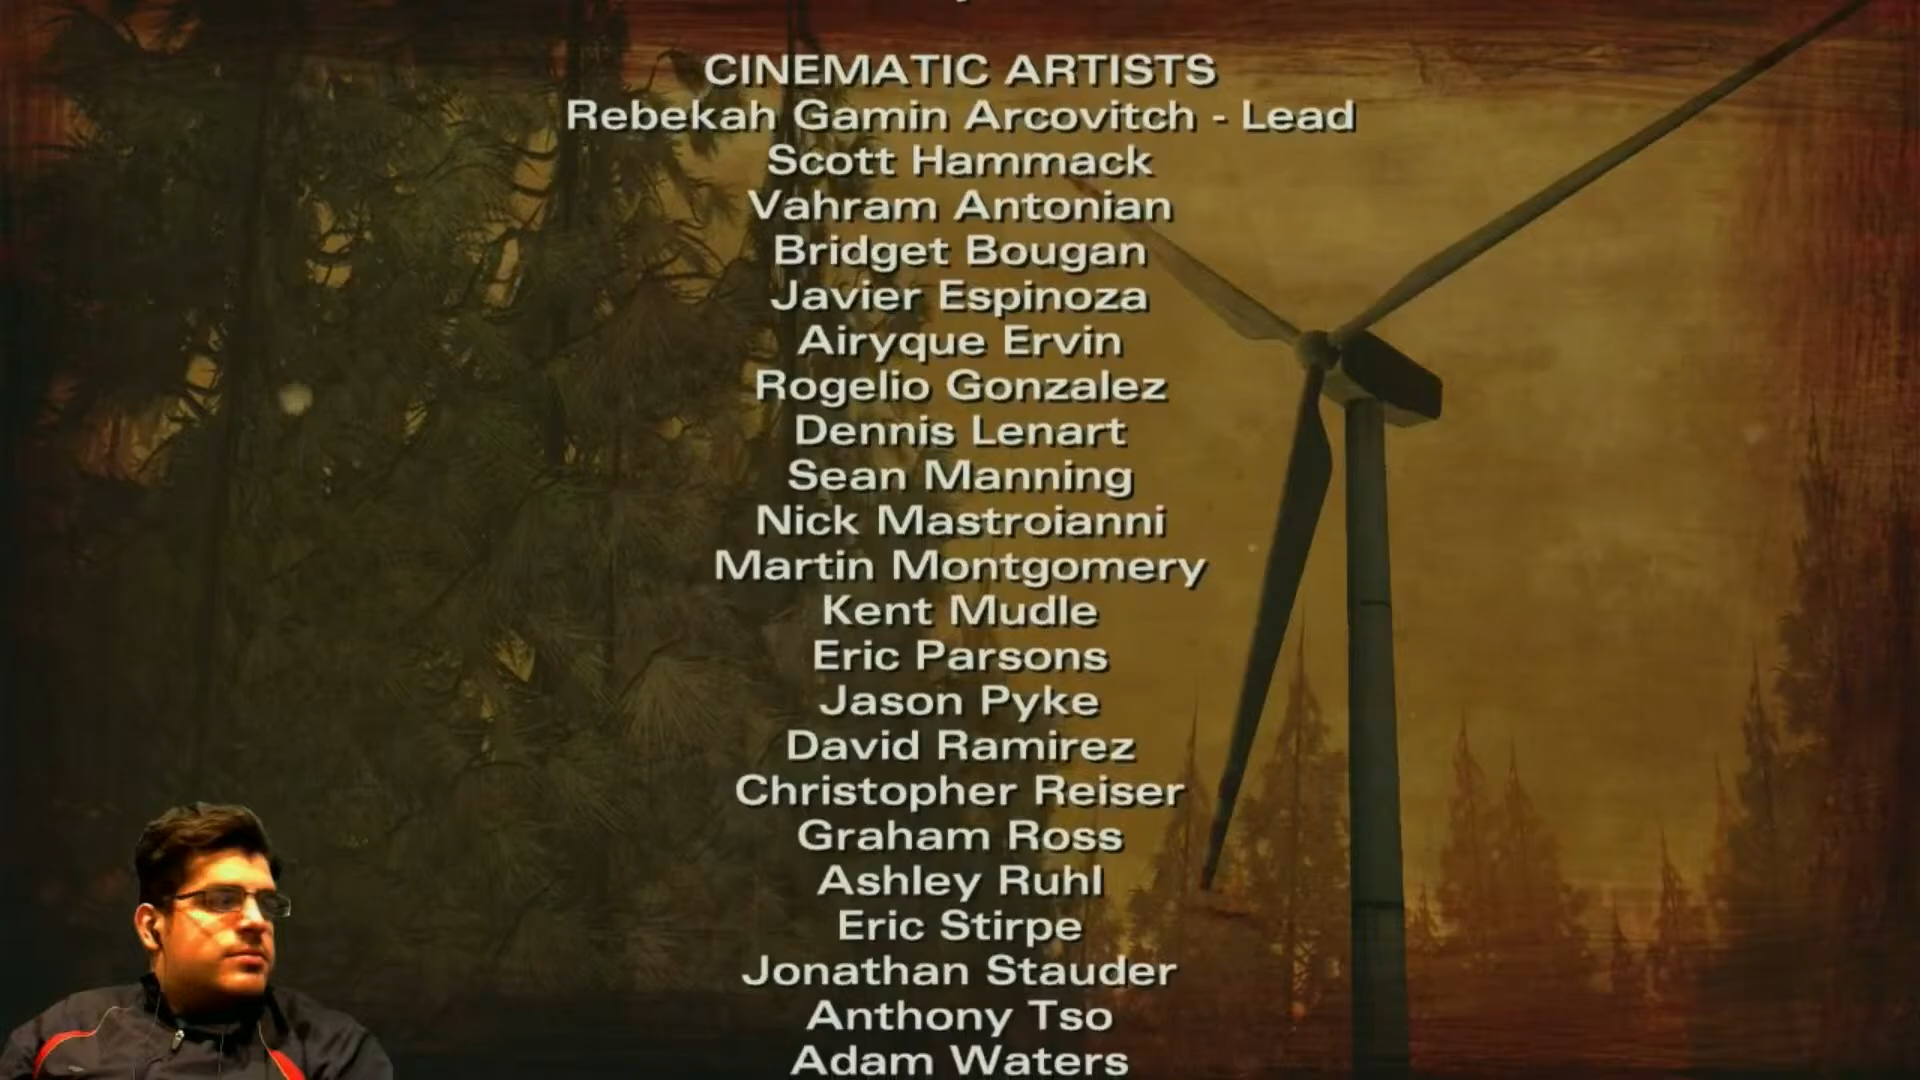 CINEMATIC ARTISTS
Rebekah Gamin Arcovitch - Lead
Scott Hammack
Vahram Antonian
Bridget Bougan
Javier Espinoza
Airyque Ervin
Rogelio Gonzalez
Dennis Lenart
Sean Manning
Nick Mastroianni
Martin Montgomery
Kent Mudle
Eric Parsons
Jason Pyke
David Ramirez
Christopher Reiser
Graham Ross
Ashley Ruhl
Eric Stirpe
Jonathan Stauder
Anthony Tso
Adam Waters